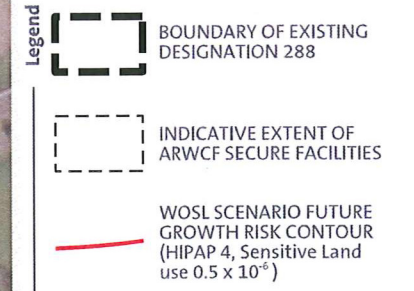 Legend
BOUNDARY OF EXISTING
DESIGNATION 288
INDICATIVE EXTENT OF
ARWCF SECURE FACILITIES
WOSL SCENARIO FUTURE
GROWTH RISK CONTOUR
(HIPAP 4, Sensitive Land
use 0.5 x 10⁻⁶)